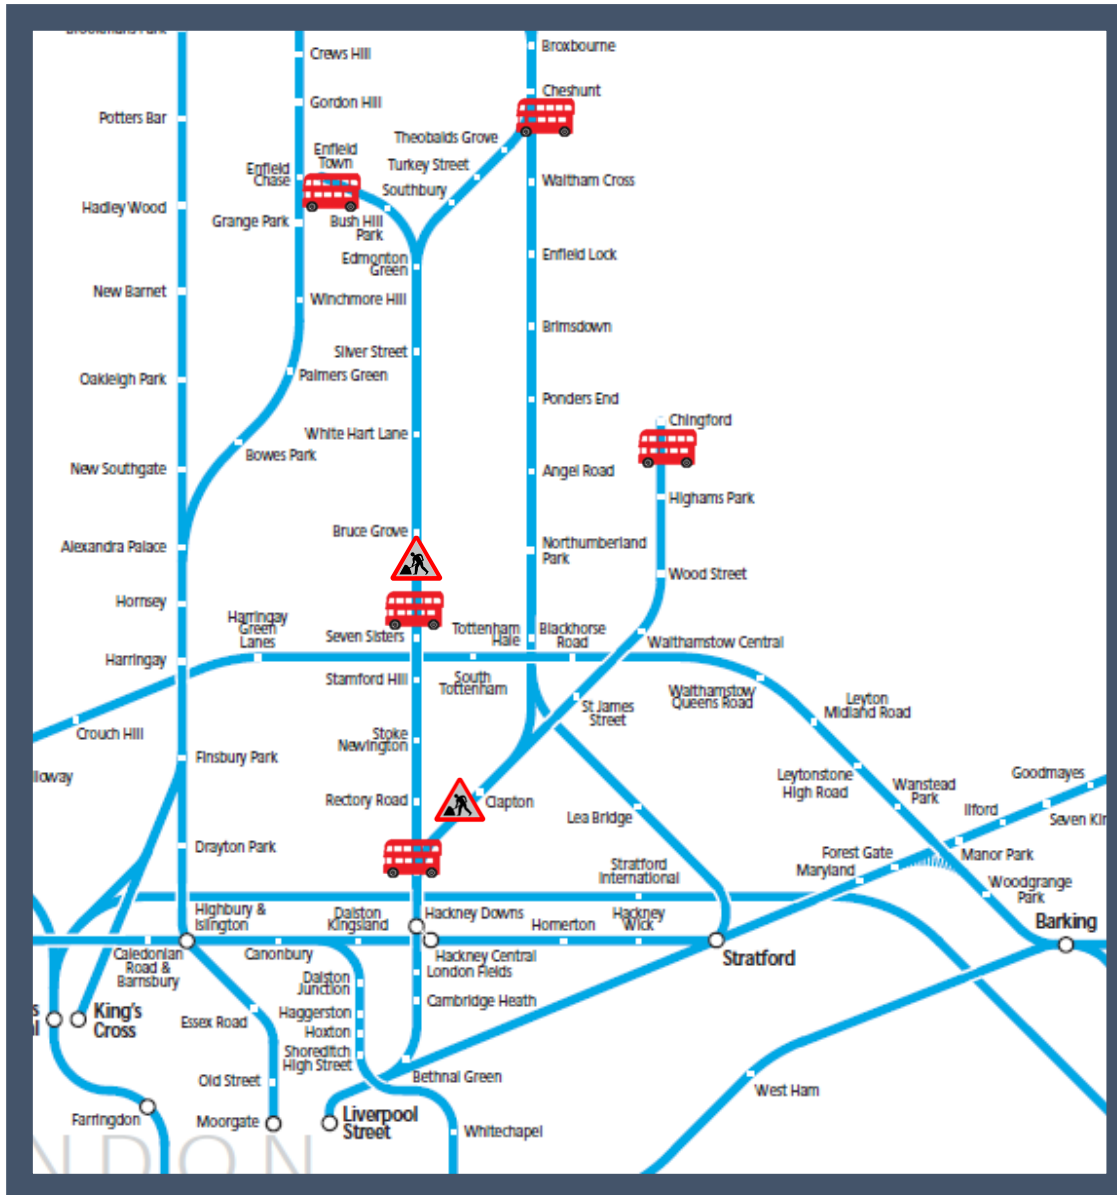 Crews Hill
Broxbourne
Cheshunt
Gordon Hill
Potters Bar
Theobalds Grove
Enfield
Town
Turkey Street
Enfield
Chase
Southbury
Waltham Cross
Hadley Wood
Grange Park
Bush Hill
Park
Edmonton
Green
Enfield Lock
New Barnet
Winchmore Hill
Brimsdown
Silver Street
Oakleigh Park
Palmers Green
Ponders End
Chingford
White Hart Lane
Bowes Park
New Southgate
Angel Road
Highams Park
Bruce Grove
Alexandra Palace
Northumberland
Park
Wood Street
Hornsey
Harringay
Green
Lanes
Seven Sisters
Tottenham
Hale
Blackhorse
Road
Walthamstow Central
Harringay
Stamford Hill
South
Tottenham
Walthamstow
Queens Road
Leyton
Midland Road
St James
Street
Crouch Hill
Stoke
Newington
Finsbury Park
lloway
Leytonstone
High Road
Wanstead
Park
Goodmayes
Rectory Road
Clapton
Lea Bridge
Ilford
Seven Kin
Drayton Park
Stratford
International
Forest Gate
Maryland
Manor Park
Woodgrange
Park
Highbury &
Islington
Dalston
Kingsland
Hackney Downs
Homerton
Hackney
Wick
Barking
Caledonian
Road &
Barnsbury
Canonbury
Hackney Central
Stratford
London Fields
Dalston
Junction
Cambridge Heath
King's
Cross
Essex Road
Haggerston
Hoxton
Shoreditch
High Street
Bethnal Green
Old Street
West Ham
Farringdon
Moorgate
Liverpool
Street
Whitechapel
NDON